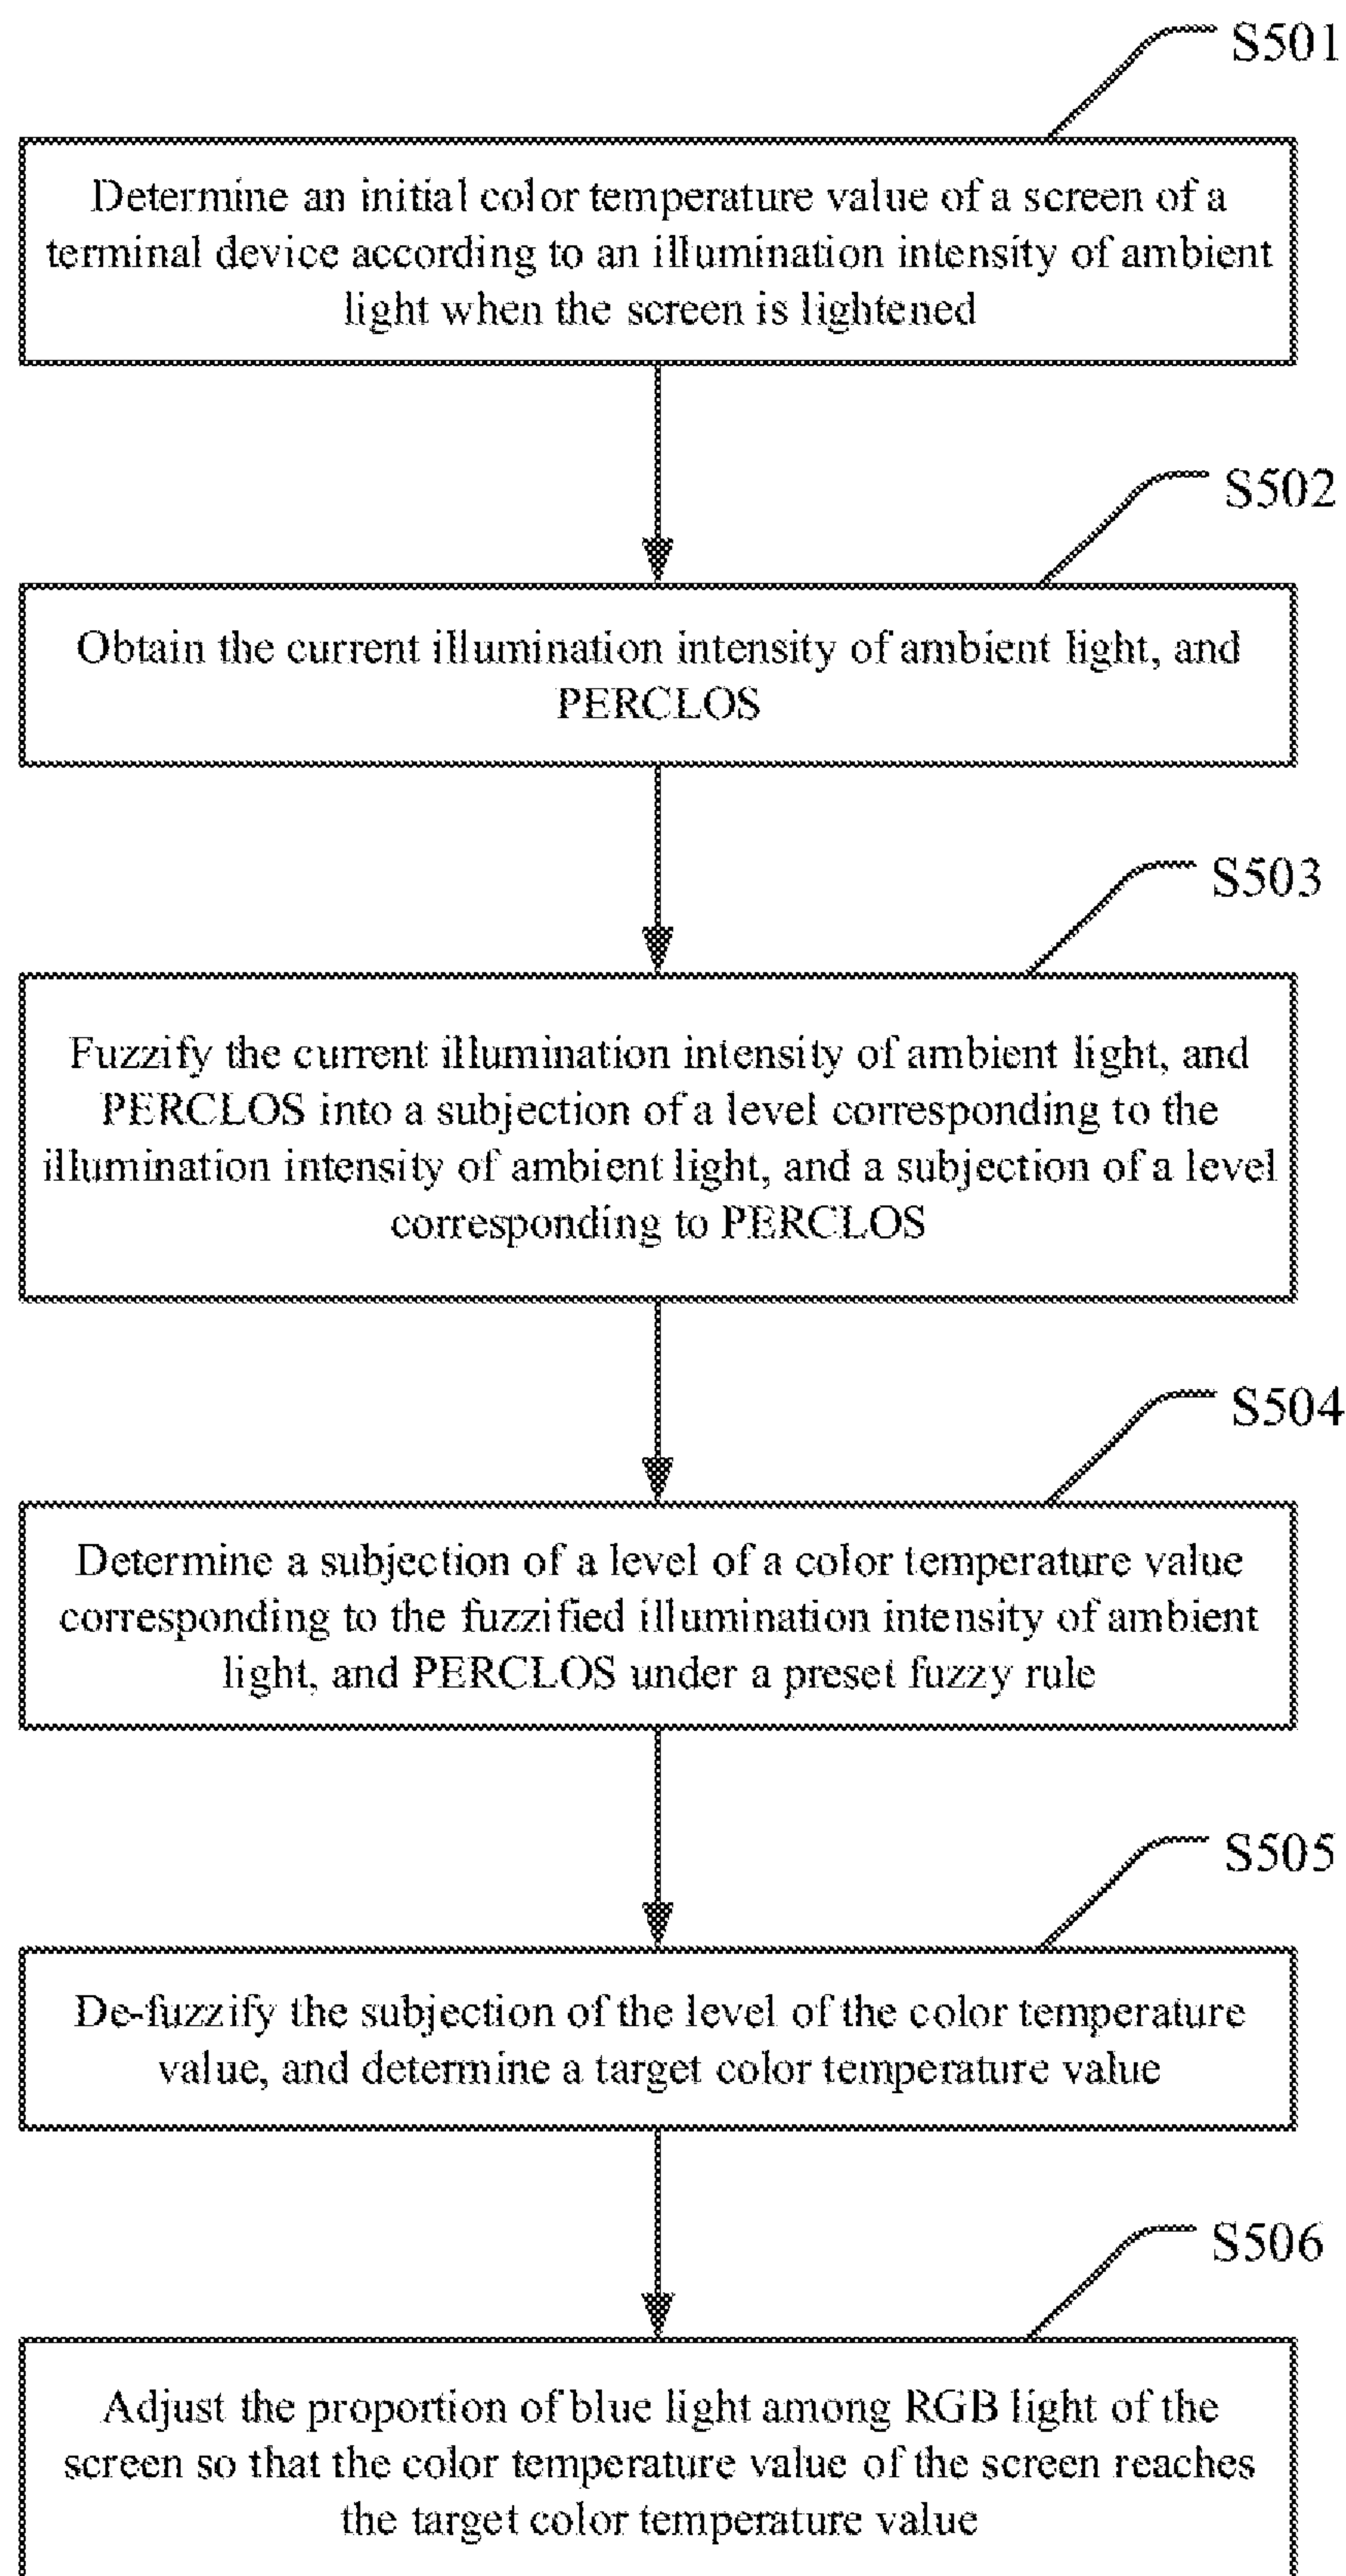 S501
Determine an initial color temperature value of a screen of a
terminal device according to an illumination intensity of ambient
light when the screen is lightened
S502
Obtain the current illumination intensity of ambient light, and
PERCLOS
S503
Fuzzify the current illumination intensity of ambient light, and
PERCLOS into a subjection of a level corresponding to the
illumination intensity of ambient light, and a subjection of a level
corresponding to PERCLOS
S504
Determine a subjection of a level of a color temperature value
corresponding to the fuzzified illumination intensity of ambient
light, and PERCLOS under a preset fuzzy rule
S505
De-fuzzify the subjection of the level of the color temperature
value, and determine a target color temperature value
S506
Adjust the proportion of blue light among RGB light of the
screen so that the color temperature value of the screen reaches
the target color temperature value